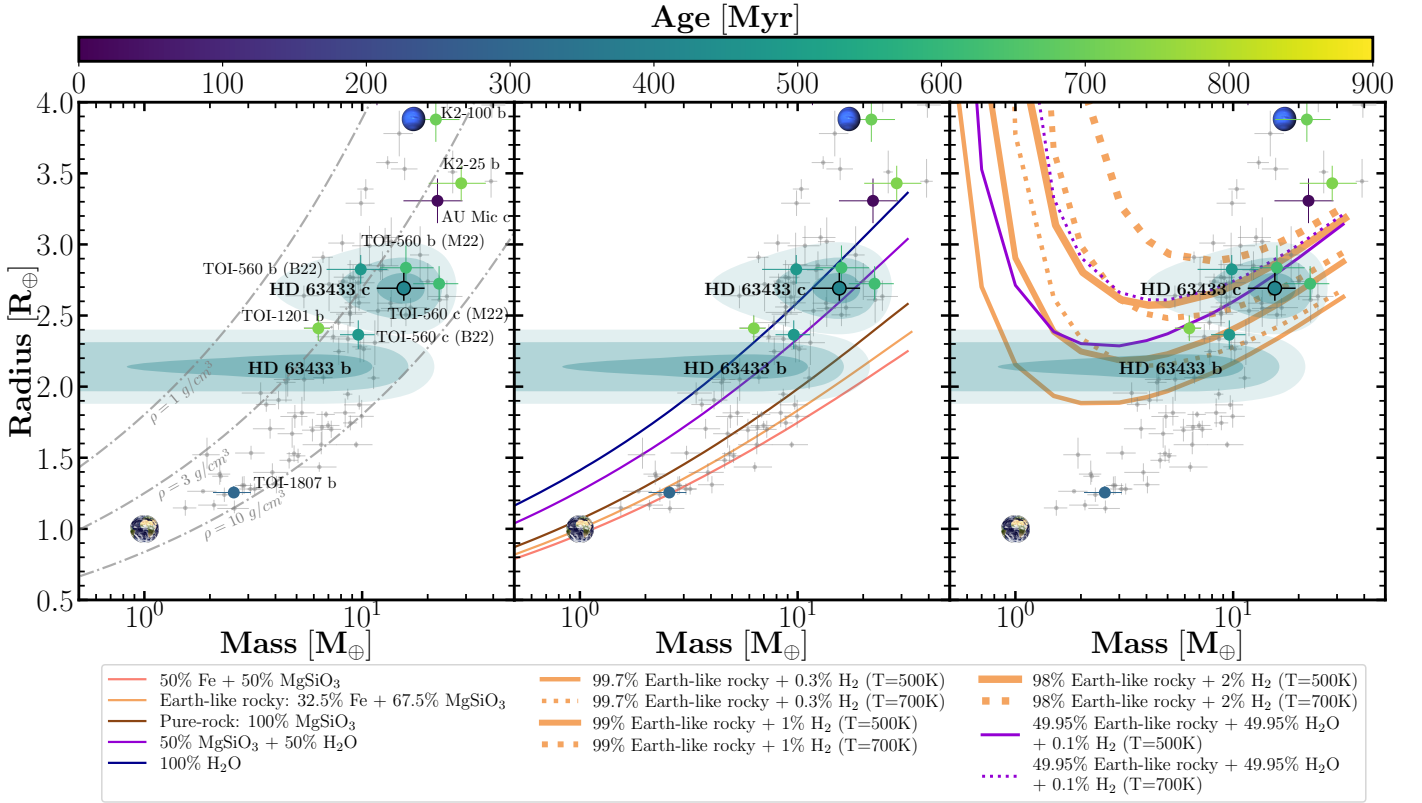 Age [Myr]
0 100 200 300 400 500 600 700 800 900
Radius [R⊕]
4.0
3.5
3.0
2.5
2.0
1.5
1.0
0.5
K2-100 b
K2-25 b
AU Mic c
TOI-560 b (M22)
TOI-560 b (B22)
HD 63433 c
TOI-560 c (M22)
TOI-1201 b
TOI-560 c (B22)
HD 63433 b
ρ = 1 g/cm³
ρ = 3 g/cm³
ρ = 10 g/cm³
TOI-1807 b
HD 63433 c
HD 63433 b
HD 63433 c
HD 63433 b
10⁰ 10¹ 10⁰ 10¹ 10⁰ 10¹
Mass [M⊕] Mass [M⊕] Mass [M⊕]
50% Fe + 50% MgSiO₃
Earth-like rocky: 32.5% Fe + 67.5% MgSiO₃
Pure-rock: 100% MgSiO₃
50% MgSiO₃ + 50% H₂O
100% H₂O
99.7% Earth-like rocky + 0.3% H₂ (T=500K)
99.7% Earth-like rocky + 0.3% H₂ (T=700K)
99% Earth-like rocky + 1% H₂ (T=500K)
99% Earth-like rocky + 1% H₂ (T=700K)
98% Earth-like rocky + 2% H₂ (T=500K)
98% Earth-like rocky + 2% H₂ (T=700K)
49.95% Earth-like rocky + 49.95% H₂O
+ 0.1% H₂ (T=500K)
49.95% Earth-like rocky + 49.95% H₂O
+ 0.1% H₂ (T=700K)